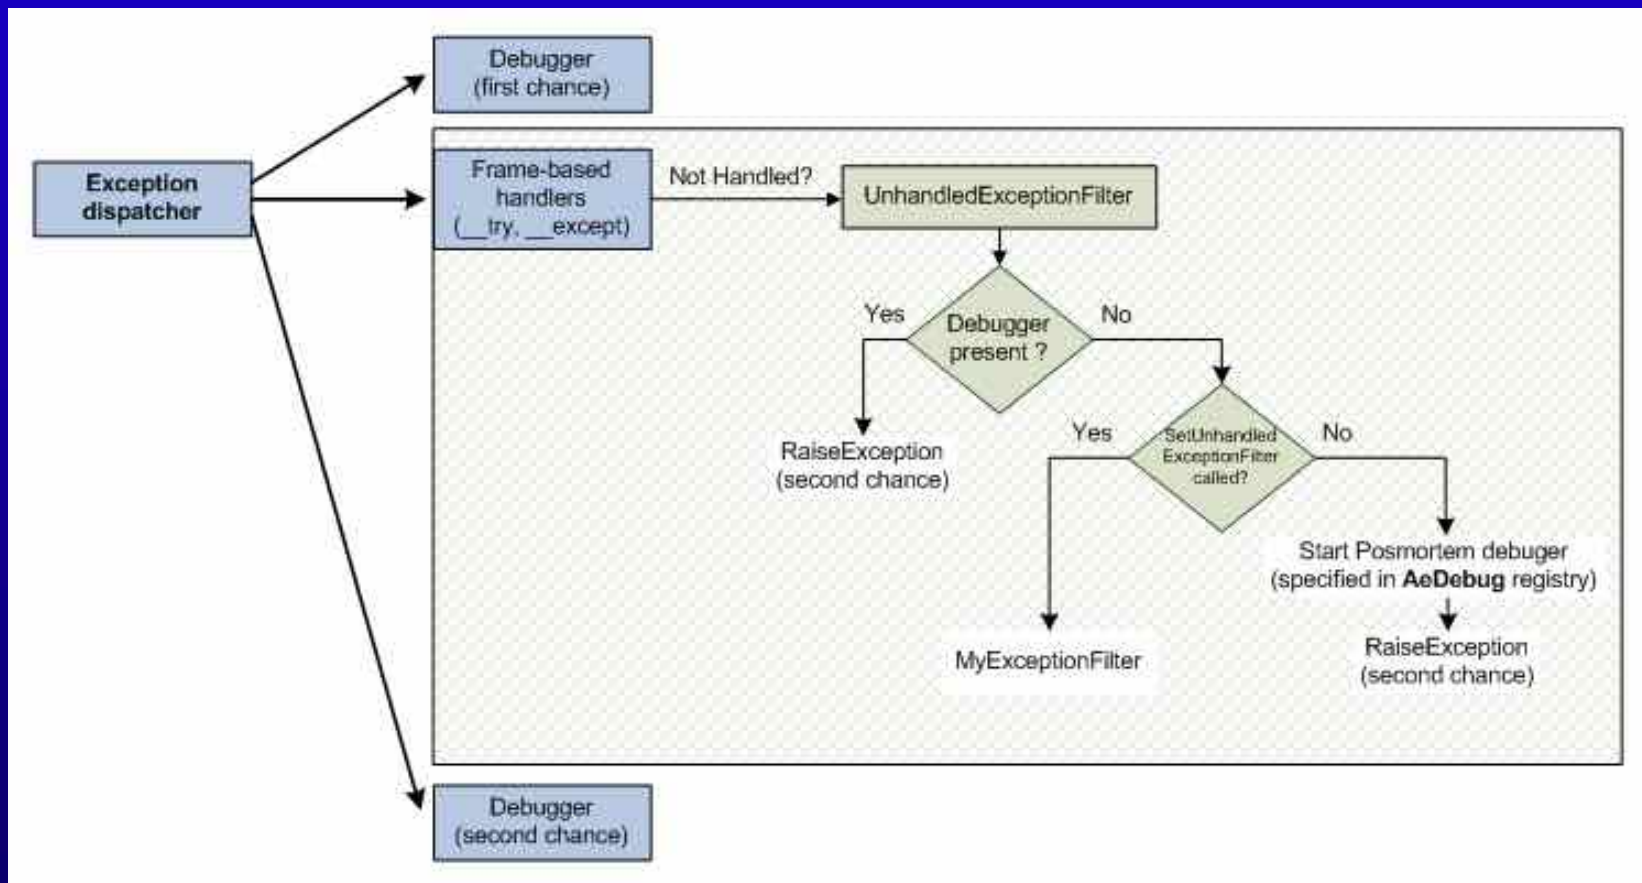 Debugger
(first chance)
Exception
dispatcher
Frame-based
handlers
(__try, __except)
Not Handled?
UnhandledExceptionFilter
Yes
Debugger
present ?
No
RaiseException
(second chance)
Yes
SetUnhandled
ExceptionFilter
called?
No
Start Posmortem debuger
(specified in AeDebug registry)
MyExceptionFilter
RaiseException
(second chance)
Debugger
(second chance)